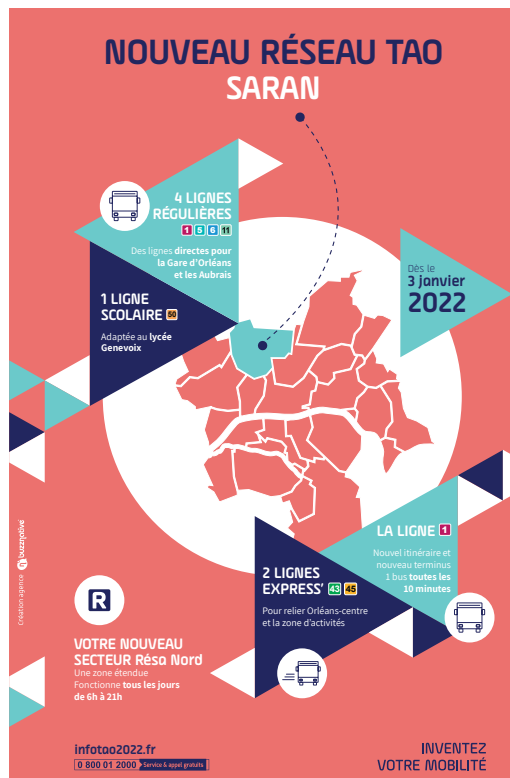 NOUVEAU RÉSEAU TAO
SARAN
4 LIGNES
RÉGULIÈRES
1 5 6 11
Des lignes directes pour
la Gare d'Orléans
et les Aubrais
1 LIGNE
SCOLAIRE 50
Adaptée au lycée
Genevoix
Dès le
3 janvier
2022
LA LIGNE 1
Nouvel itinéraire et
nouveau terminus
1 bus toutes les
10 minutes
2 LIGNES
EXPRESS' 43 45
Pour relier Orléans-centre
et la zone d'activités
R
VOTRE NOUVEAU
SECTEUR Résa Nord
Une zone étendue
Fonctionne tous les jours
de 6h à 21h
Création agence buzznative
infotao2022.fr
0 800 01 2000 Service & appel gratuits
INVENTEZ
VOTRE MOBILITÉ